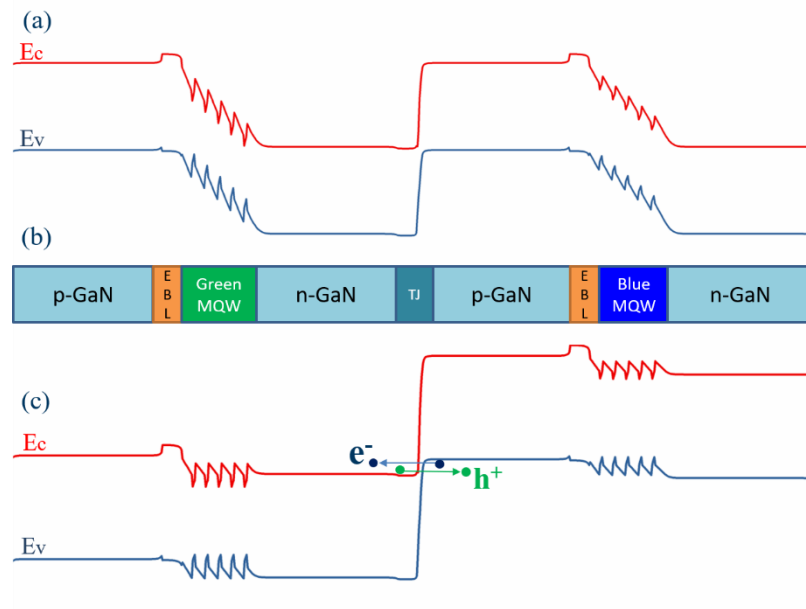 (a)
Ec
Ev
(b)
p-GaN
E
B
L
Green
MQW
n-GaN
TJ
p-GaN
E
B
L
Blue
MQW
n-GaN
(c)
Ec
e-
h+
Ev